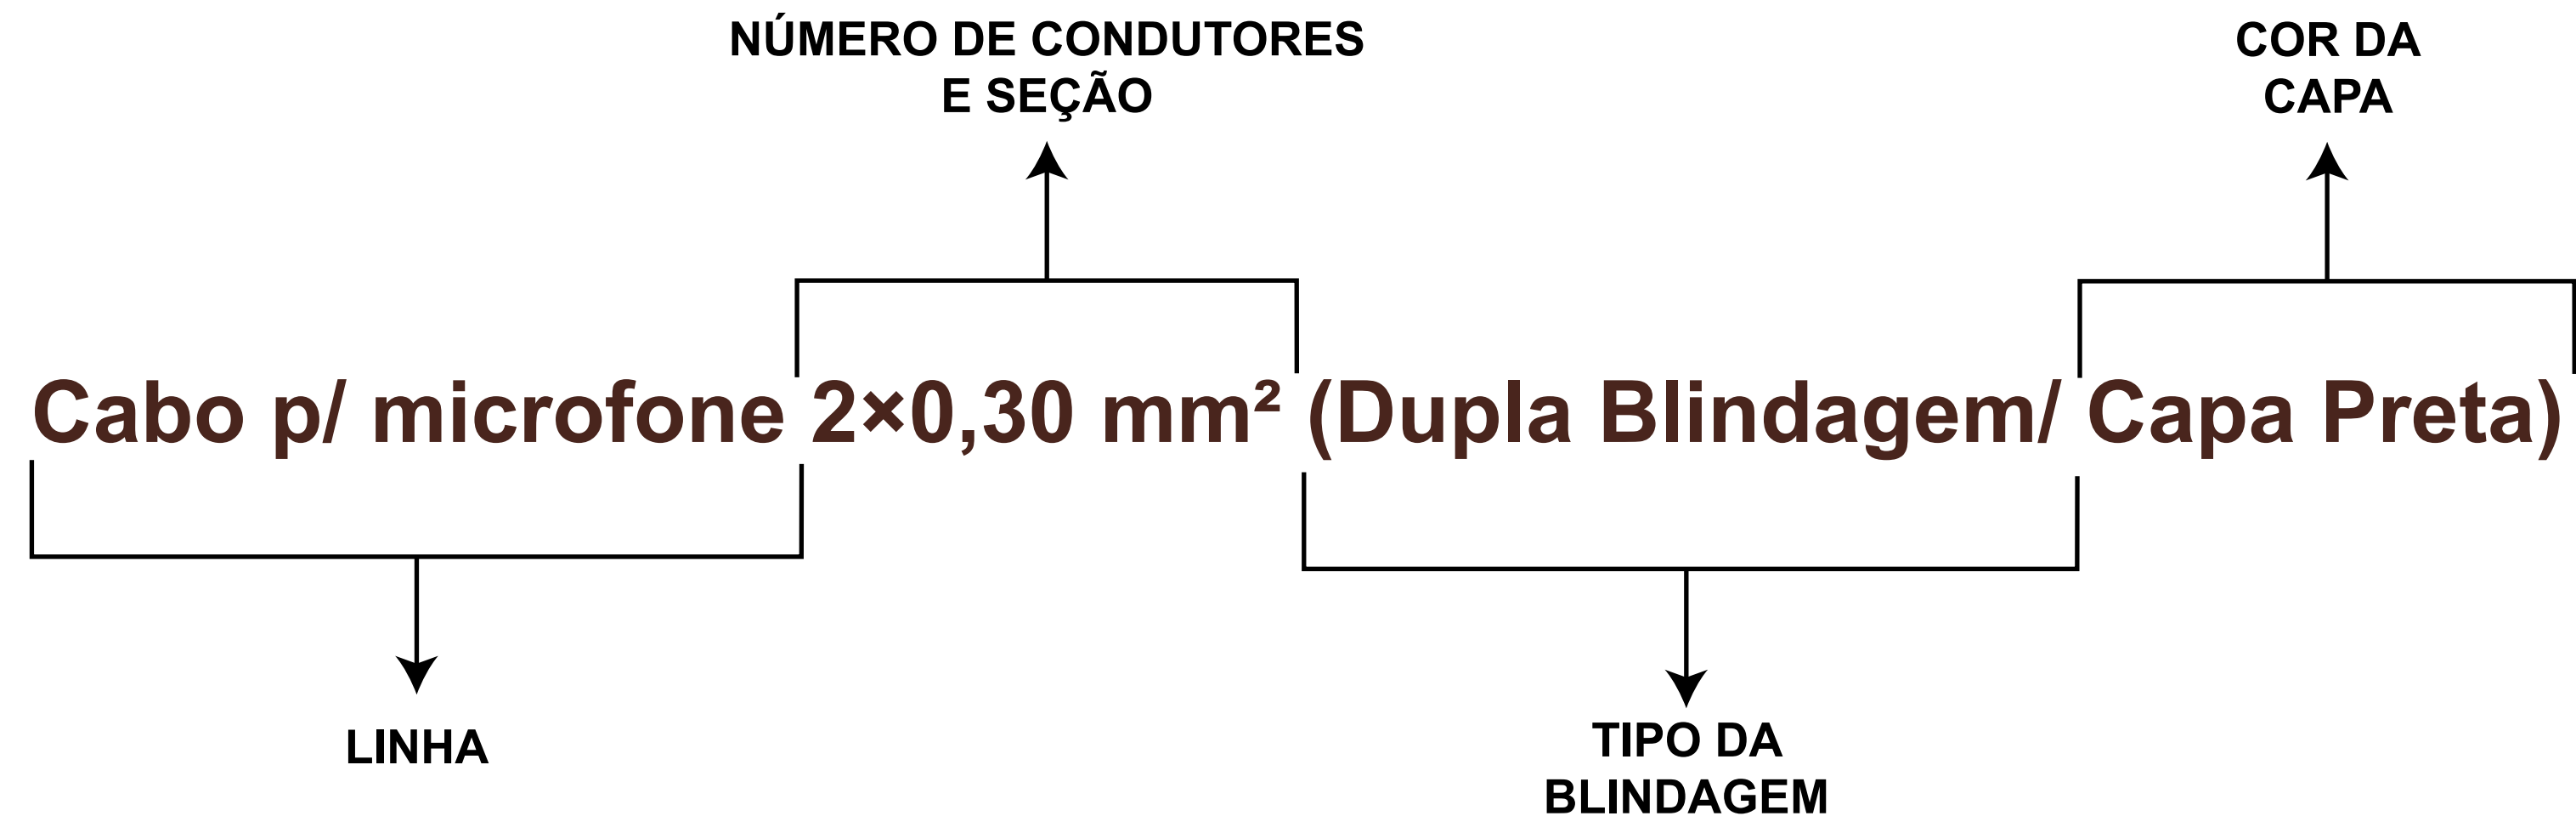 NÚMERO DE CONDUTORES
E SEÇÃO
COR DA
CAPA
Cabo p/ microfone 2×0,30 mm² (Dupla Blindagem/ Capa Preta)
LINHA
TIPO DA
BLINDAGEM